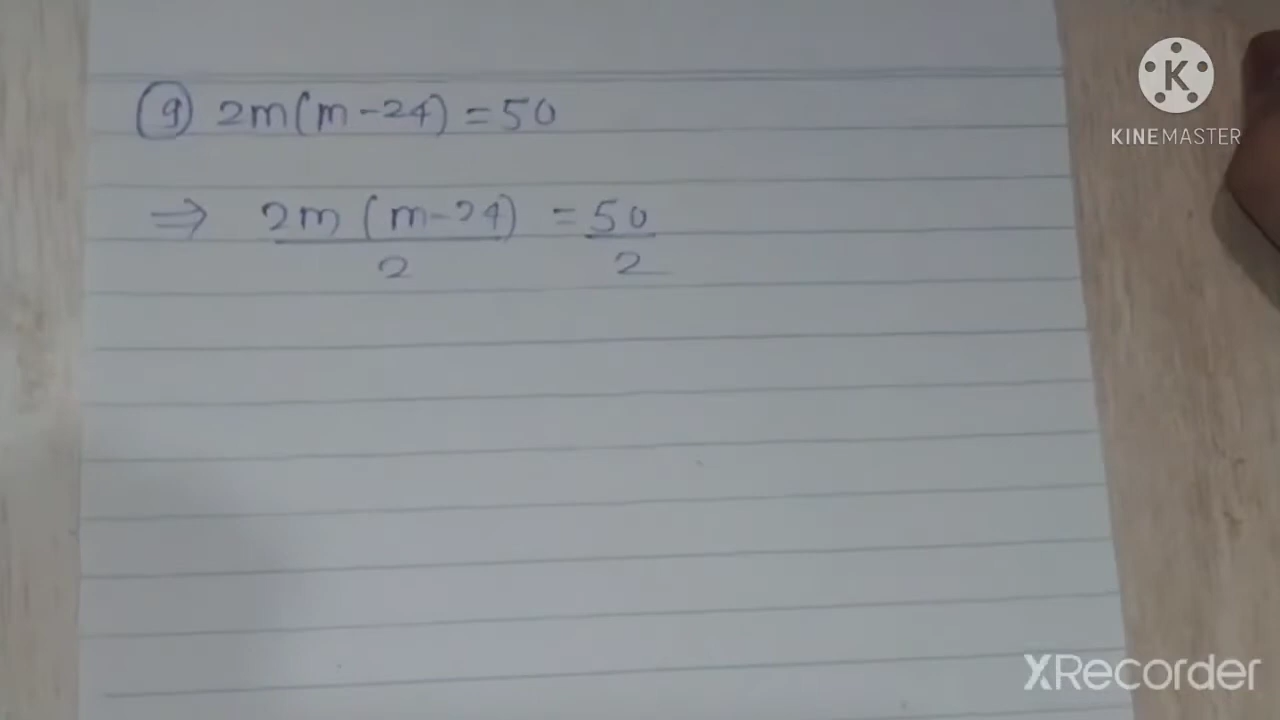 9 2m(m-24) = 50
⇒ 2m (m-24) / 2 = 50 / 2
KINEMASTER
XRecorder